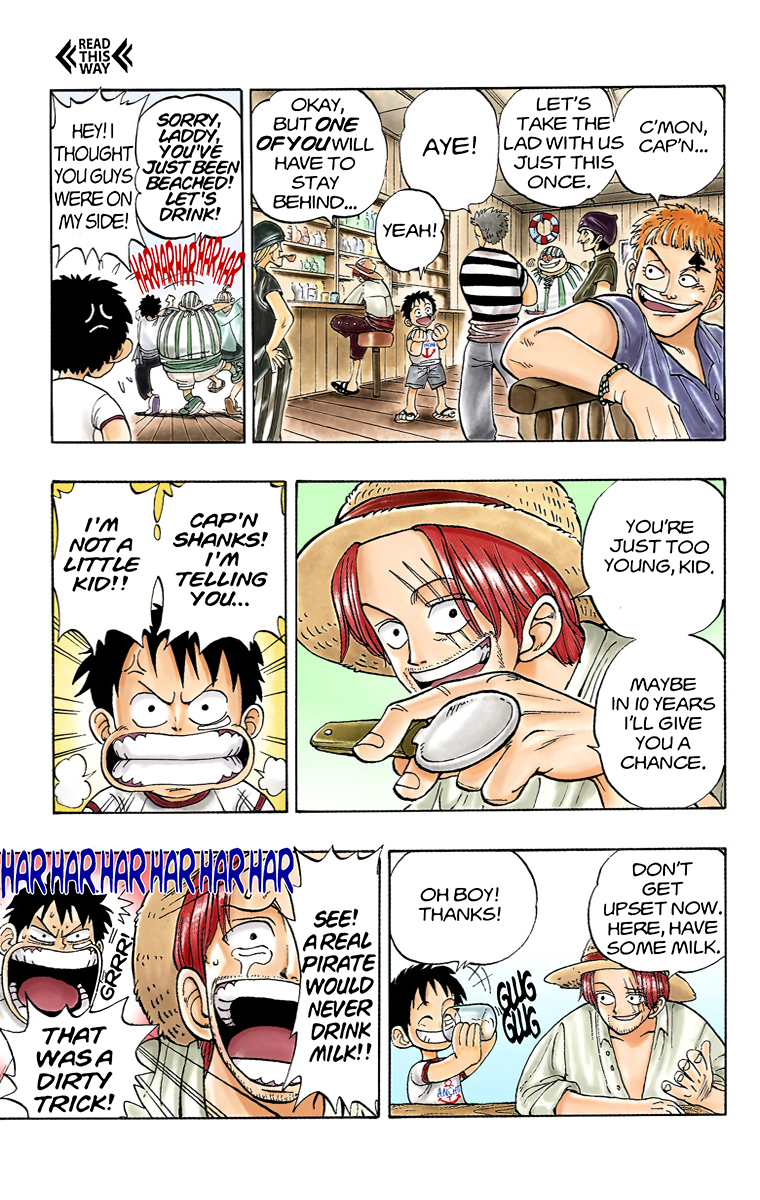 READ
THIS
WAY
C'MON,
CAP'N...
LET'S
TAKE THE
LAD WITH US
JUST THIS
ONCE.
AYE!
YEAH!
OKAY,
BUT ONE
OF YOU WILL
HAVE TO
STAY
BEHIND...
ANCHOR
SORRY,
LADDY,
YOU'VE
JUST BEEN
BEACHED!
LET'S
DRINK!
HARHARHARHARHAR
HEY! I
THOUGHT
YOU GUYS
WERE ON
MY SIDE!
YOU'RE
JUST TOO
YOUNG, KID.
MAYBE
IN 10 YEARS
I'LL GIVE
YOU A
CHANCE.
CAP'N
SHANKS!
I'M
TELLING
YOU...
I'M
NOT A
LITTLE
KID!!
DON'T
GET
UPSET NOW.
HERE, HAVE
SOME MILK.
OH BOY!
THANKS!
GLUG
GLUG
ANCHO
HAR HAR HAR HAR HAR HAR
SEE!
A REAL
PIRATE
WOULD
NEVER
DRINK
MILK!!
GRRR!
THAT
WAS A
DIRTY
TRICK!